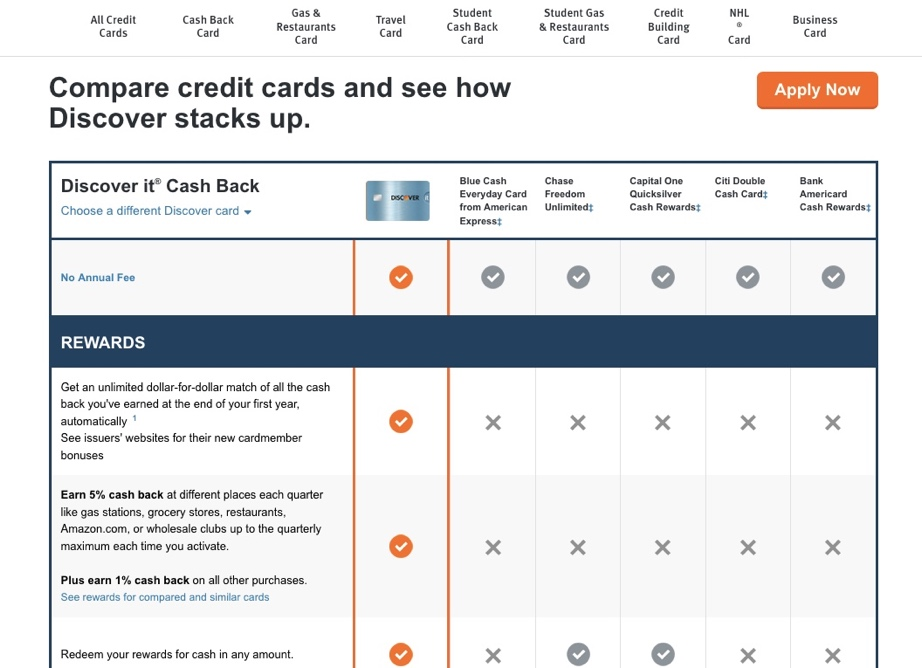 All Credit
Cards
Cash Back
Card
Gas &
Restaurants
Card
Travel
Card
Student
Cash Back
Card
Student Gas
& Restaurants
Card
Credit
Building
Card
NHL
®
Card
Business
Card
Compare credit cards and see how
Discover stacks up.
Apply Now
Discover it® Cash Back
Choose a different Discover card
DISCOVER it
Blue Cash
Everyday Card
from American
Express‡
Chase
Freedom
Unlimited‡
Capital One
Quicksilver
Cash Rewards‡
Citi Double
Cash Card‡
Bank
Americard
Cash Rewards‡
No Annual Fee
REWARDS
Get an unlimited dollar-for-dollar match of all the cash
back you've earned at the end of your first year,
automatically 1
See issuers' websites for their new cardmember
bonuses
Earn 5% cash back at different places each quarter
like gas stations, grocery stores, restaurants,
Amazon.com, or wholesale clubs up to the quarterly
maximum each time you activate.
Plus earn 1% cash back on all other purchases.
See rewards for compared and similar cards
Redeem your rewards for cash in any amount.